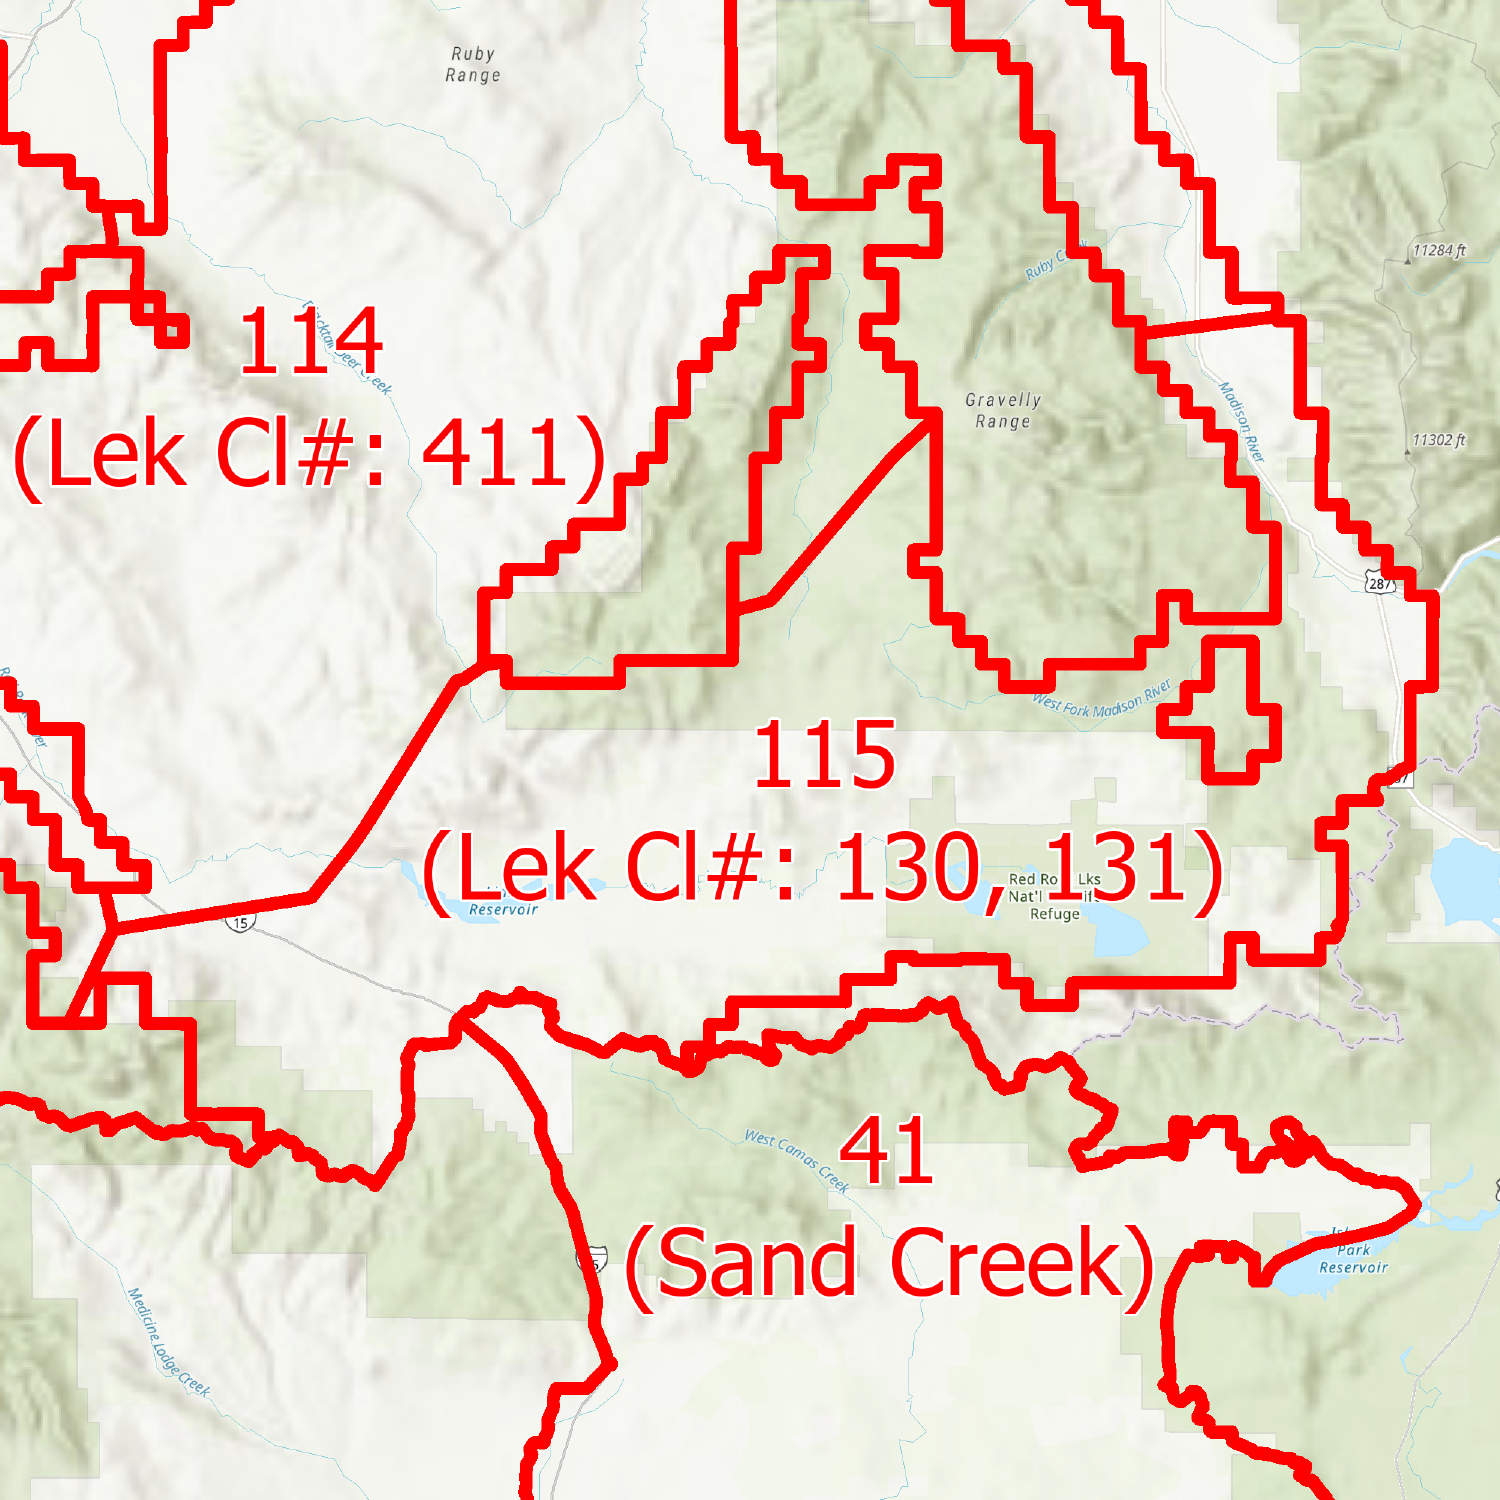 Ruby
Range
11284 ft
Ruby
114
Gravelly
Range
Madison River
11302 ft
(Lek Cl#: 411)
287
West Fork Madison River
115
(Lek Cl#: 130, 131)
Red
Lks
Nat'l
Refuge
Reservoir
15
41
West Camas Creek
(Sand Creek)
Park
Reservoir
Medicine Lodge Creek